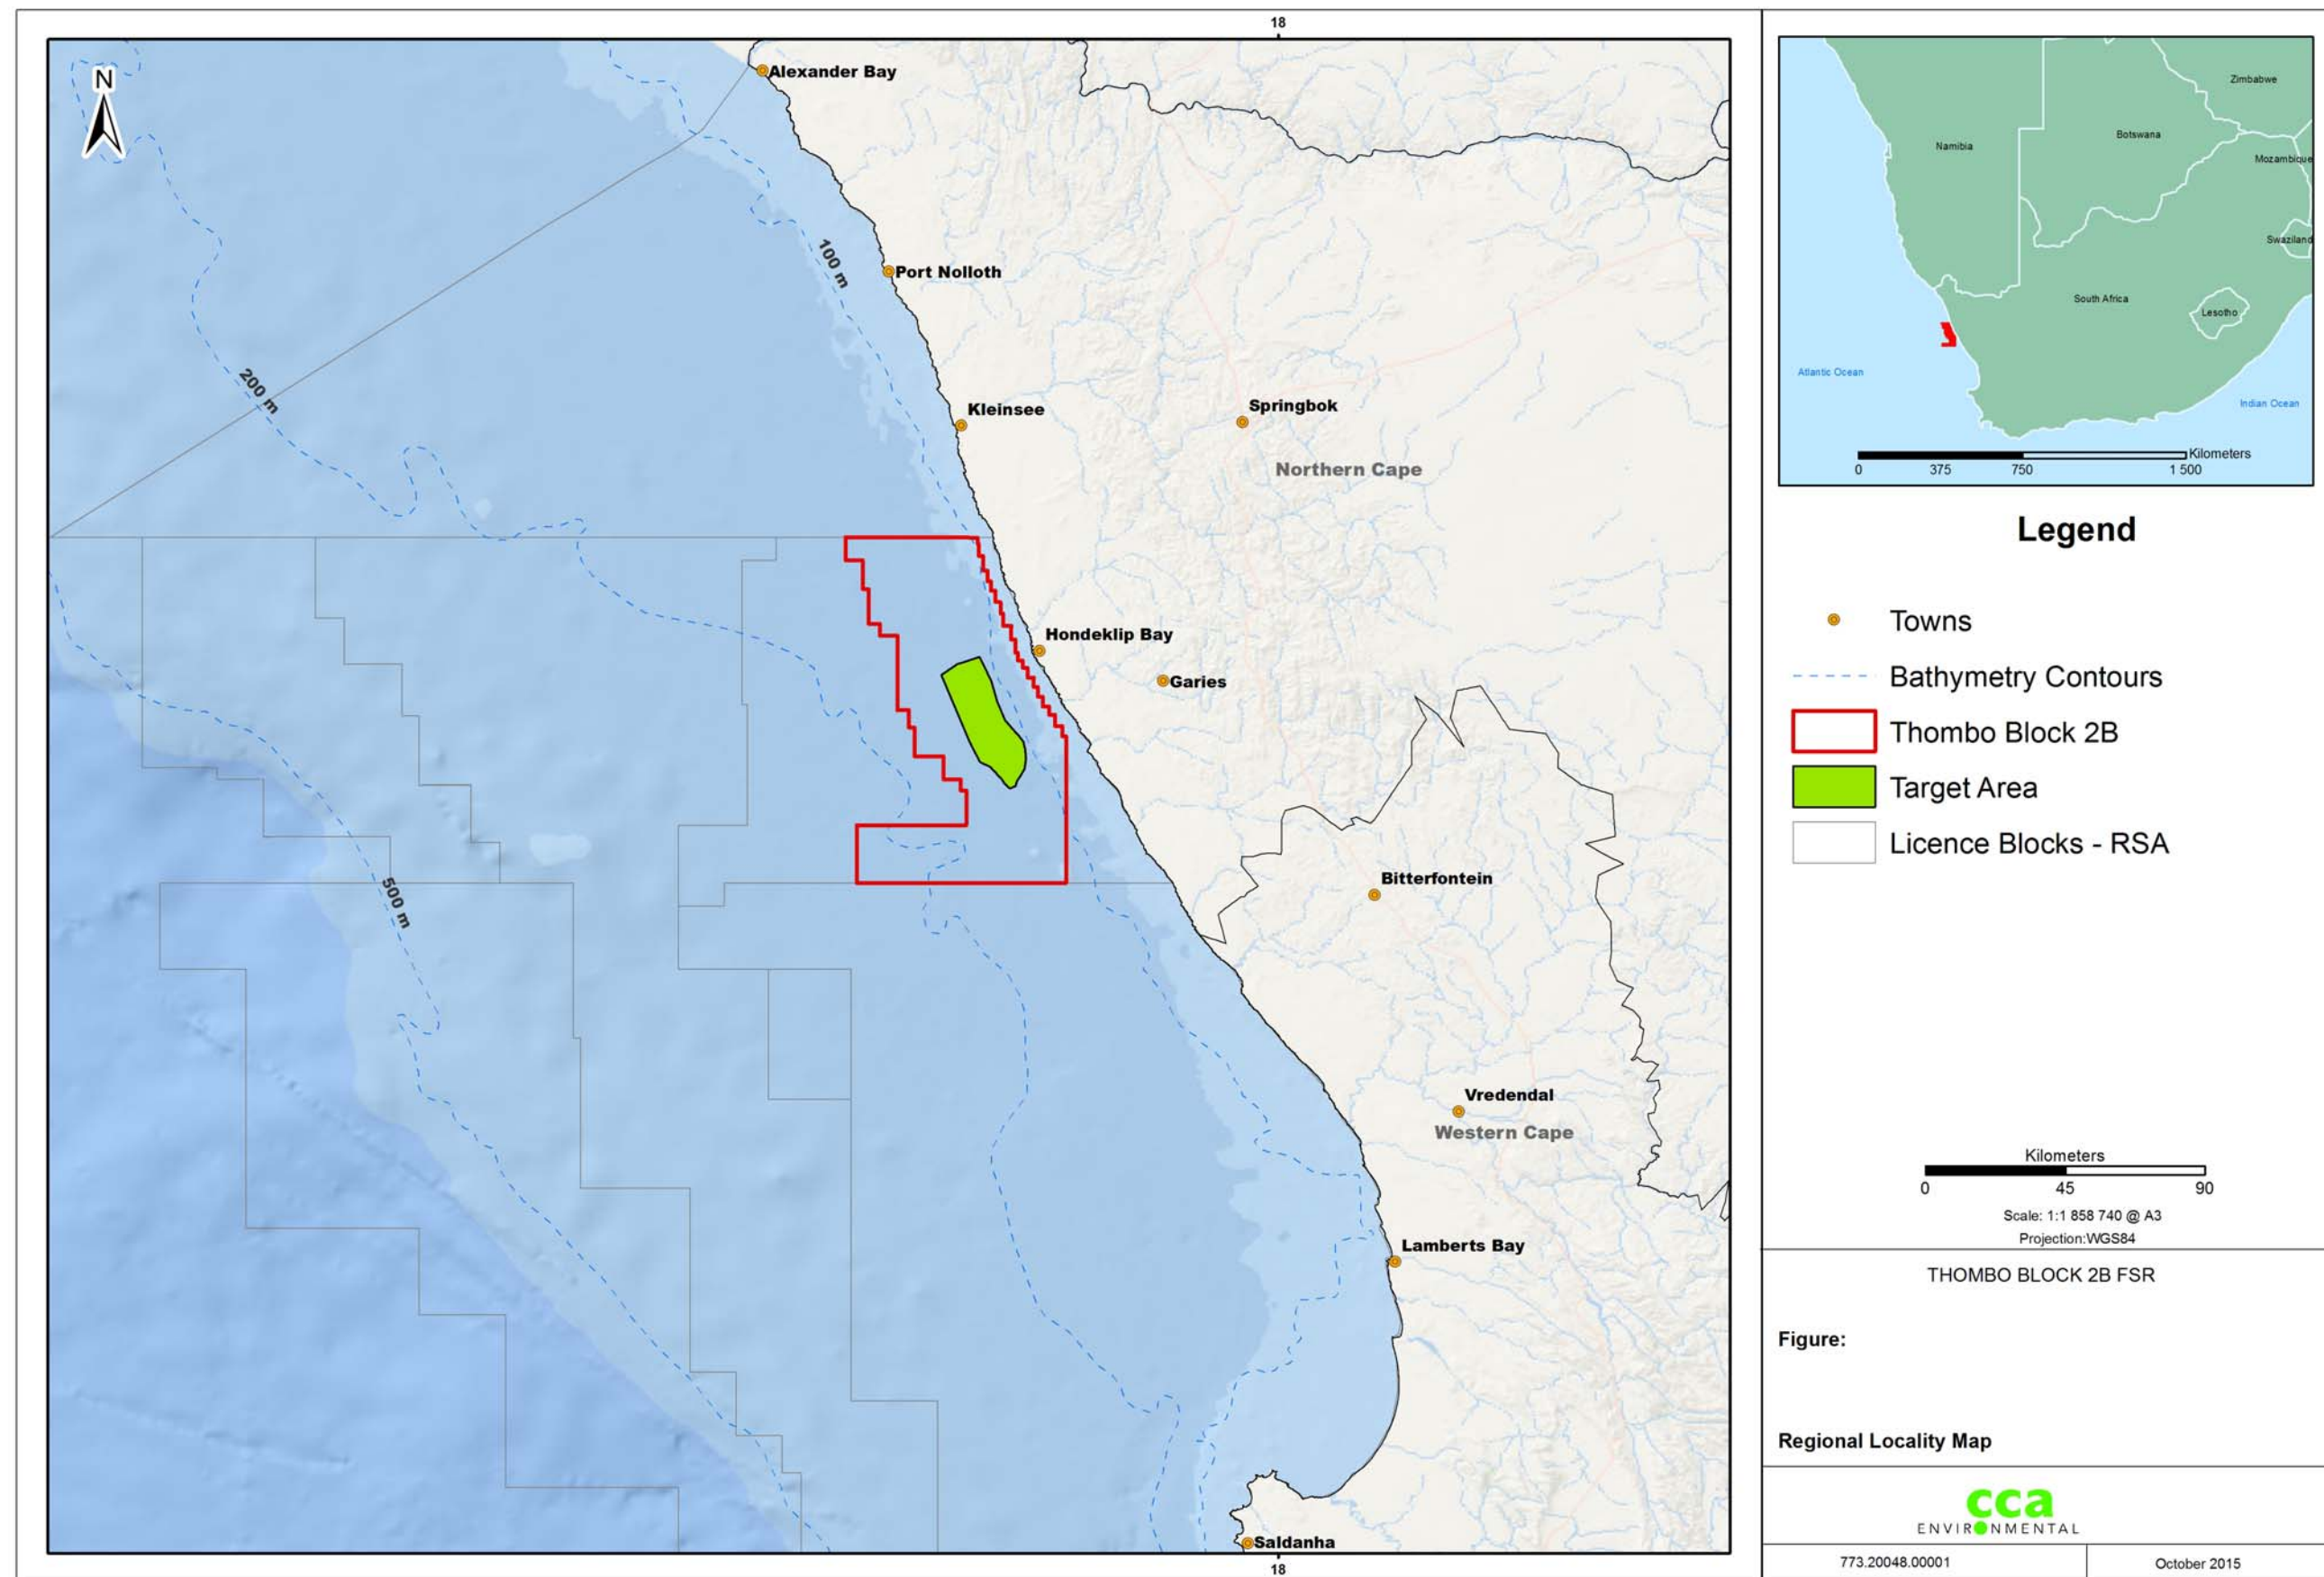 18
N
Alexander Bay
100 m
Port Nolloth
200 m
Kleinsee
Springbok
Northern Cape
Hondeklip Bay
Garies
Bitterfontein
500 m
Vredendal
Western Cape
Lamberts Bay
Saldanha
18
Zimbabwe
Botswana
Namibia
Mozambique
Swaziland
South Africa
Lesotho
Atlantic Ocean
Indian Ocean
Kilometers
0 375 750 1 500
Legend
Towns
Bathymetry Contours
Thombo Block 2B
Target Area
Licence Blocks - RSA
Kilometers
0 45 90
Scale: 1:1 858 740 @ A3
Projection:WGS84
THOMBO BLOCK 2B FSR
Figure:
Regional Locality Map
cca
ENVIRONMENTAL
773.20048.00001
October 2015